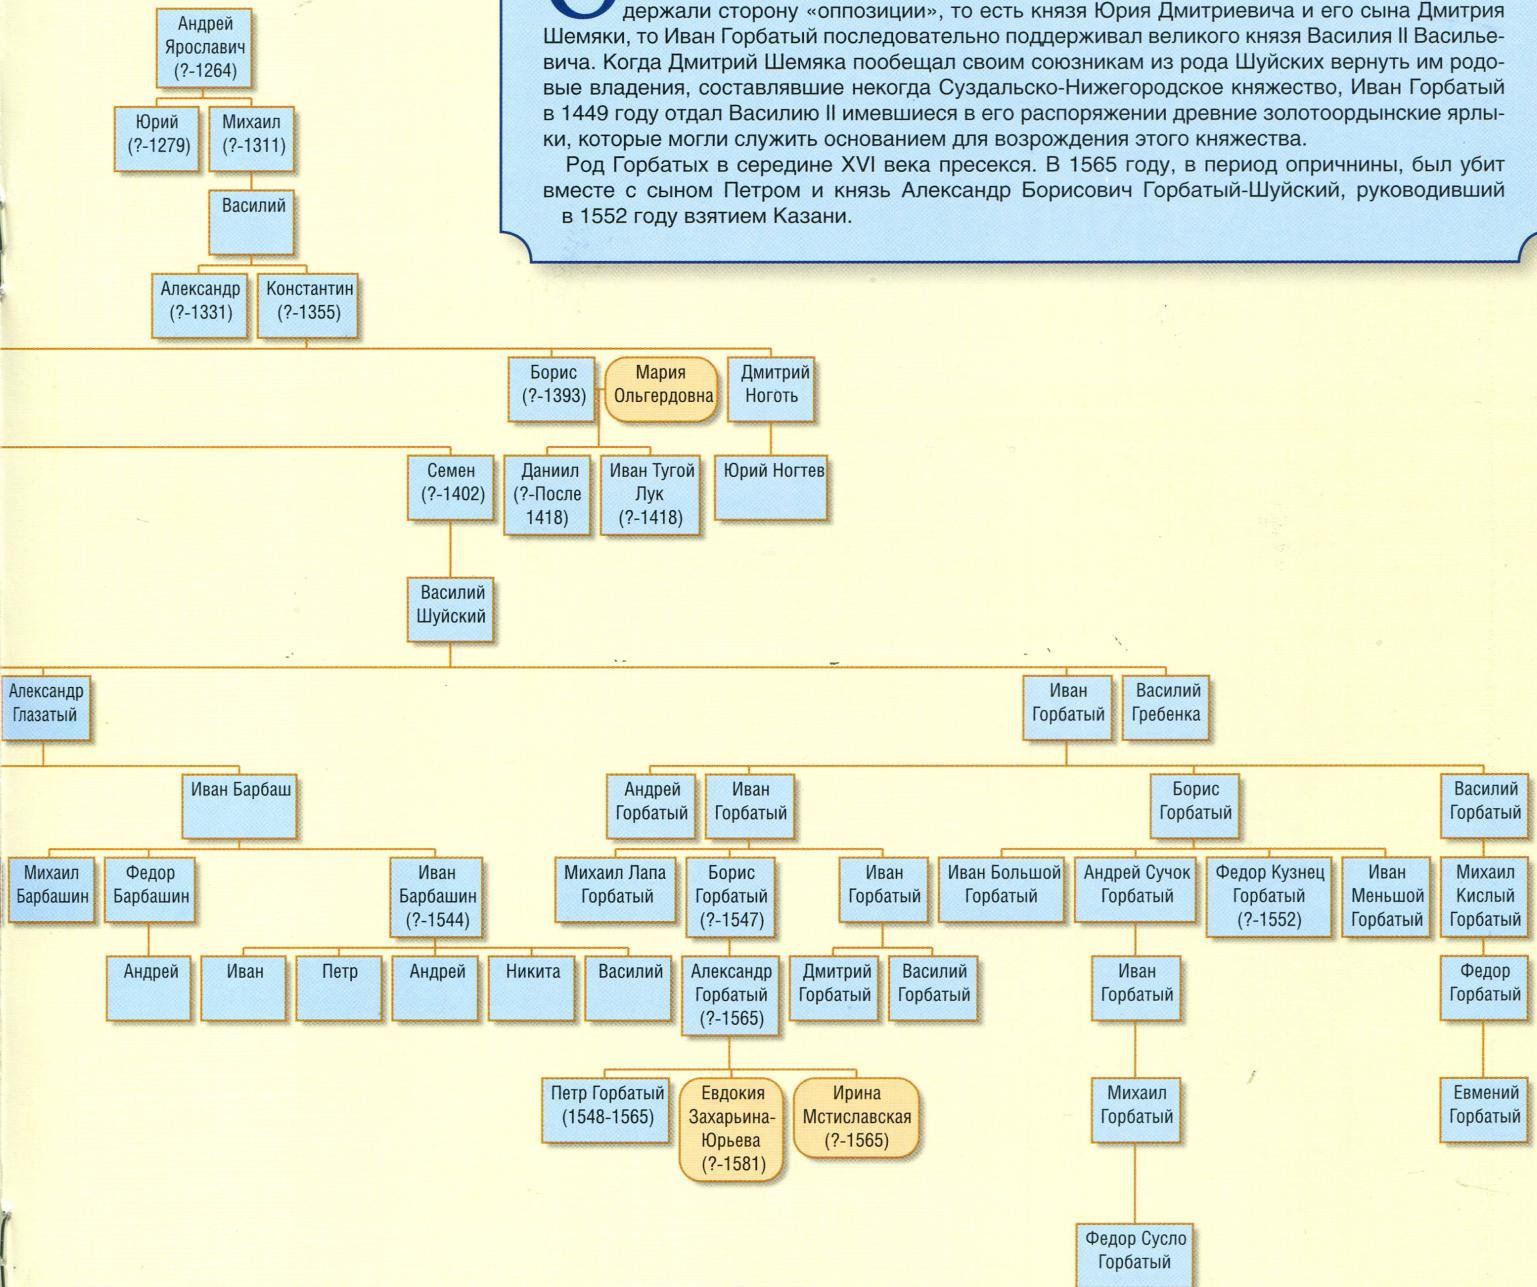 держали сторону «оппозиции», то есть князя Юрия Дмитриевича и его сына Дмитрия
Шемяки, то Иван Горбатый последовательно поддерживал великого князя Василия II Василье-
вича. Когда Дмитрий Шемяка пообещал своим союзникам из рода Шуйских вернуть им родо-
вые владения, составлявшие некогда Суздальско-Нижегородское княжество, Иван Горбатый
в 1449 году отдал Василию II имевшиеся в его распоряжении древние золотоордынские ярлы-
ки, которые могли служить основанием для возрождения этого княжества.
Род Горбатых в середине XVI века пресекся. В 1565 году, в период опричнины, был убит
вместе с сыном Петром и князь Александр Борисович Горбатый-Шуйский, руководивший
в 1552 году взятием Казани.
Андрей
Ярославич
(?-1264)
Юрий
(?-1279)
Михаил
(?-1311)
Василий
Александр
(?-1331)
Константин
(?-1355)
Борис
(?-1393)
Мария
Ольгердовна
Дмитрий
Ноготь
Семен
(?-1402)
Даниил
(?-После
1418)
Иван Тугой
Лук
(?-1418)
Юрий Ногтев
Василий
Шуйский
Александр
Глазатый
Иван
Горбатый
Василий
Гребенка
Иван Барбаш
Андрей
Горбатый
Иван
Горбатый
Борис
Горбатый
Василий
Горбатый
Михаил
Барбашин
Федор
Барбашин
Иван
Барбашин
(?-1544)
Михаил Лапа
Горбатый
Борис
Горбатый
(?-1547)
Иван
Горбатый
Иван Большой
Горбатый
Андрей Сучок
Горбатый
Федор Кузнец
Горбатый
(?-1552)
Иван
Меньшой
Горбатый
Михаил
Кислый
Горбатый
Андрей
Иван
Петр
Андрей
Никита
Василий
Александр
Горбатый
(?-1565)
Дмитрий
Горбатый
Василий
Горбатый
Иван
Горбатый
Федор
Горбатый
Петр Горбатый
(1548-1565)
Евдокия
Захарьина-
Юрьева
(?-1581)
Ирина
Мстиславская
(?-1565)
Михаил
Горбатый
Евмений
Горбатый
Федор Сусло
Горбатый